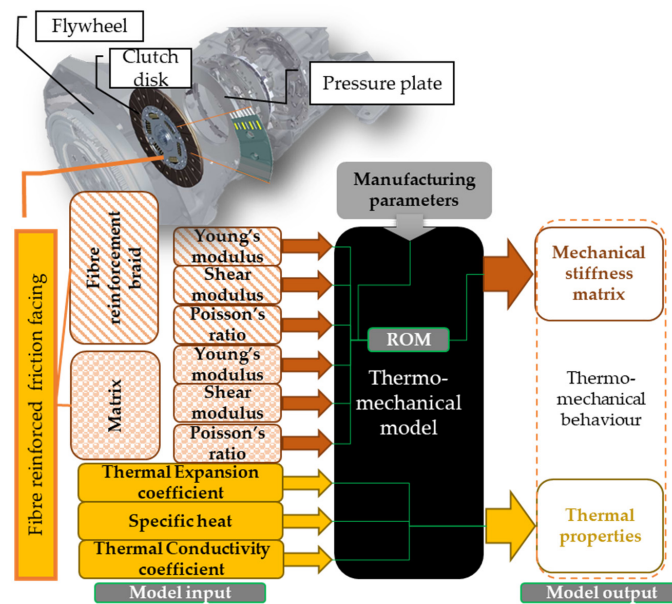 Flywheel
Clutch
disk
Pressure plate
Manufacturing
parameters
Fibre reinforced friction facing
Fibre
reinforcement
braid
Matrix
Young's
modulus
Shear
modulus
Poisson's
ratio
Young's
modulus
Shear
modulus
Poisson's
ratio
Thermal Expansion
coefficient
Specific heat
Thermal Conductivity
coefficient
ROM
Thermo-
mechanical
model
Mechanical
stiffness
matrix
Thermo-
mechanical
behaviour
Thermal
properties
Model input
Model output